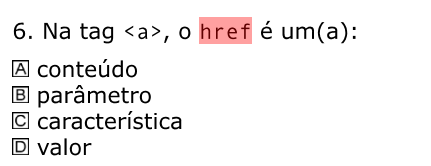 6. Na tag <a>, o href é um(a):
A conteúdo
B parâmetro
C característica
D valor